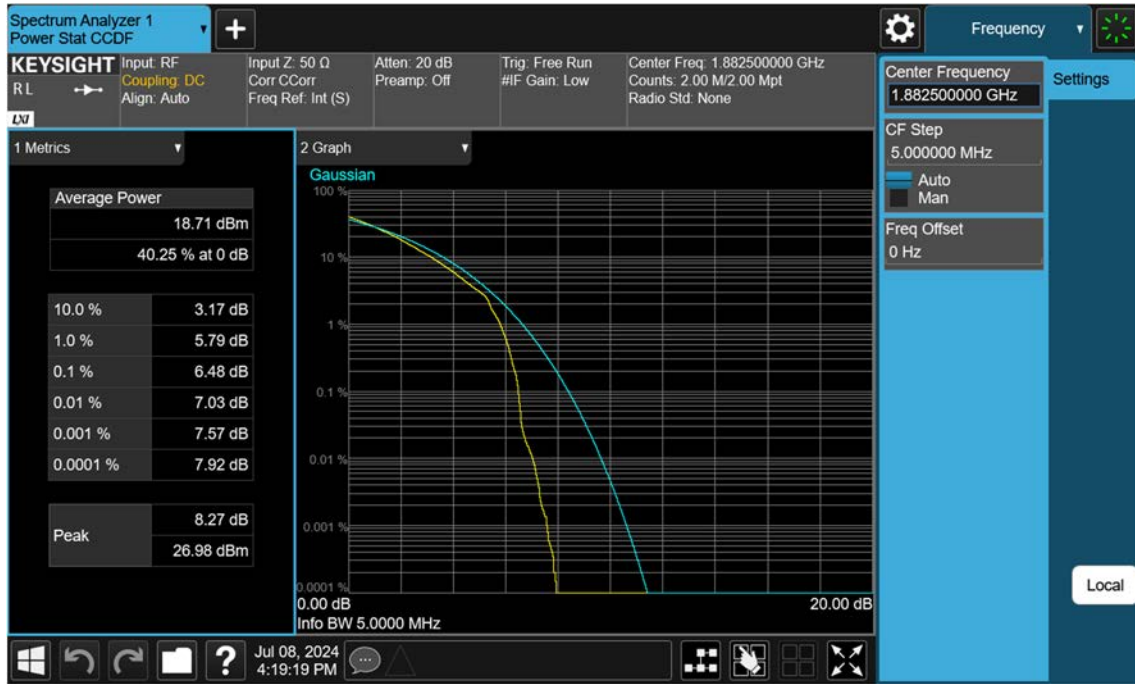 Spectrum Analyzer 1
Power Stat CCDF
Frequency
KEYSIGHT
RL
LXI
Input: RF
Coupling: DC
Align: Auto
Input Z: 50 Ω
Corr CCorr
Freq Ref: Int (S)
Atten: 20 dB
Preamp: Off
Trig: Free Run
#IF Gain: Low
Center Freq: 1.882500000 GHz
Counts: 2.00 M/2.00 Mpt
Radio Std: None
Center Frequency
1.882500000 GHz
Settings
CF Step
5.000000 MHz
Auto
Man
Freq Offset
0 Hz
Local
1 Metrics
Average Power
18.71 dBm
40.25 % at 0 dB
10.0 % 3.17 dB
1.0 % 5.79 dB
0.1 % 6.48 dB
0.01 % 7.03 dB
0.001 % 7.57 dB
0.0001 % 7.92 dB
Peak
8.27 dB
26.98 dBm
2 Graph
Gaussian
100 %
10 %
1 %
0.1 %
0.01 %
0.001 %
0.0001 %
0.00 dB 20.00 dB
Info BW 5.0000 MHz
?
Jul 08, 2024
4:19:19 PM